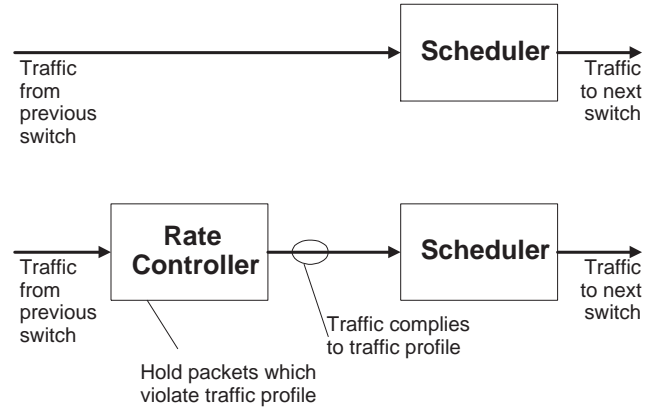 Scheduler
Traffic
from
previous
switch
Traffic
to next
switch
Rate
Controller
Scheduler
Traffic
from
previous
switch
Traffic
to next
switch
Traffic complies
to traffic profile
Hold packets which
violate traffic profile